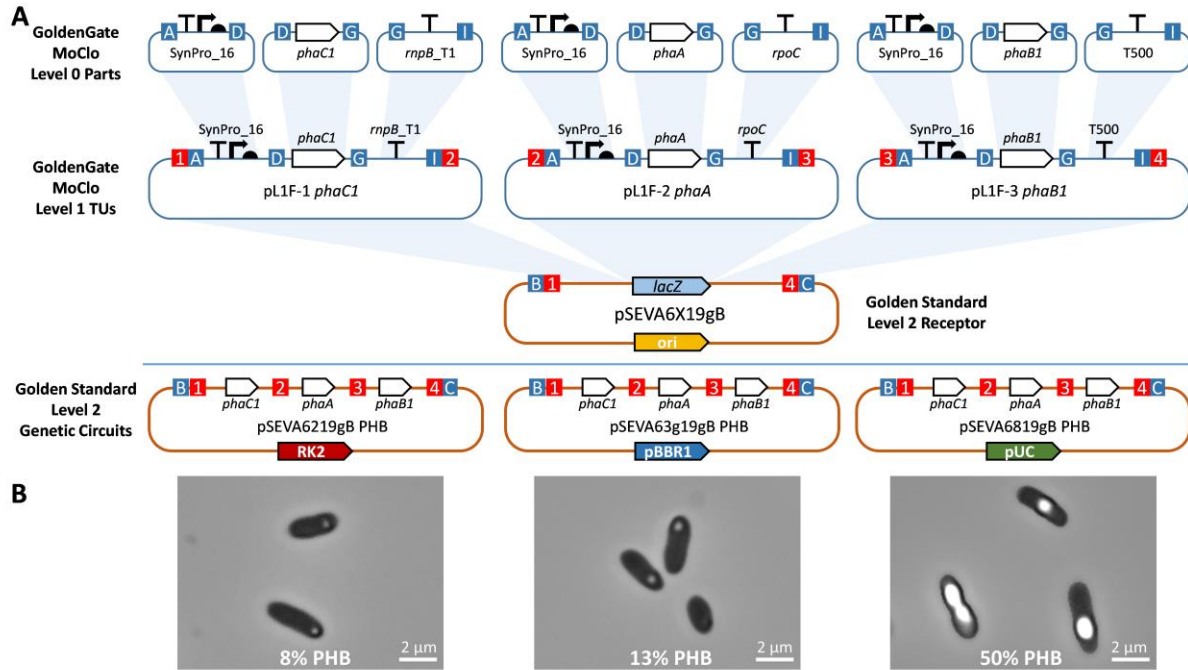 A
GoldenGate
MoClo
Level 0 Parts
A D D G G I A D D G G I A D D G G I
SynPro_16 phaC1 rnpB_T1 SynPro_16 phaA rpoC SynPro_16 phaB1 T500
SynPro_16 phaC1 rnpB_T1 SynPro_16 phaA rpoC SynPro_16 phaB1 T500
GoldenGate
MoClo
Level 1 TUs
1 A D G I 2 2 A D G I 3 3 A D G I 4
pL1F-1 phaC1 pL1F-2 phaA pL1F-3 phaB1
B 1 lacZ 4 C
pSEVA6X19gB
ori
Golden Standard
Level 2 Receptor
Golden Standard
Level 2
Genetic Circuits
B 1 2 3 4 C B 1 2 3 4 C B 1 2 3 4 C
phaC1 phaA phaB1 phaC1 phaA phaB1 phaC1 phaA phaB1
pSEVA6219gB PHB pSEVA63g19gB PHB pSEVA6819gB PHB
RK2 pBBR1 pUC
B
8% PHB 2 μm 13% PHB 2 μm 50% PHB 2 μm